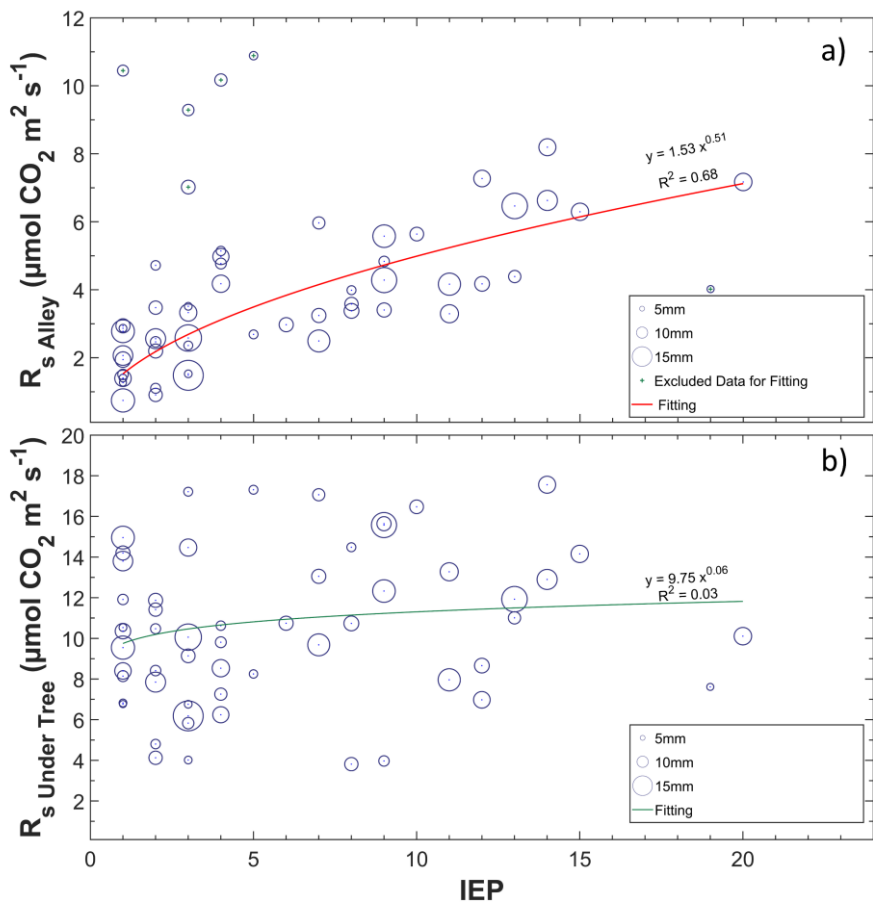 a)
12
10
8
6
4
2
R_s Alley (µmol CO_2 m^2 s^-1)
y = 1.53 x^0.51
R^2 = 0.68
5mm
10mm
15mm
Excluded Data for Fitting
Fitting
b)
20
18
16
14
12
10
8
6
4
2
R_s Under Tree (µmol CO_2 m^2 s^-1)
y = 9.75 x^0.06
R^2 = 0.03
5mm
10mm
15mm
Fitting
0 5 10 15 20
IEP